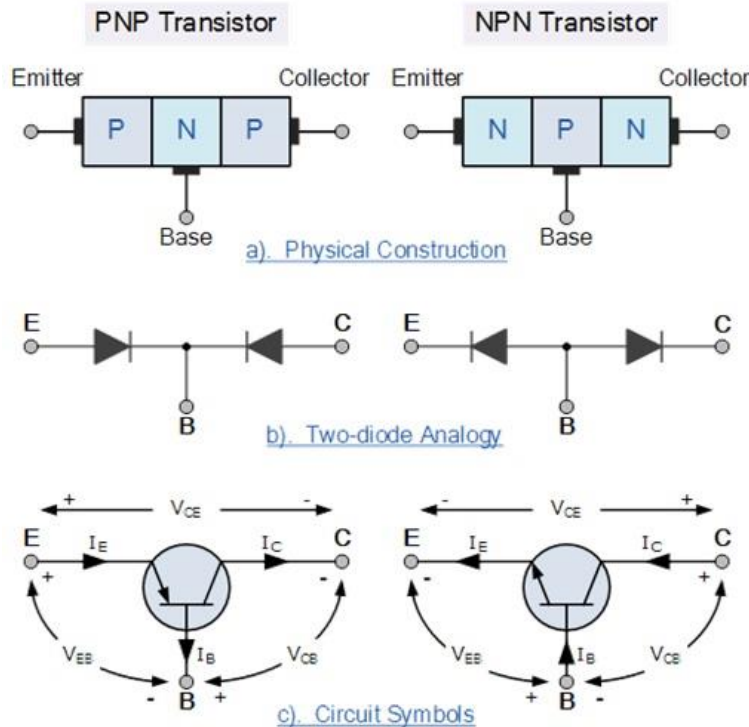 PNP Transistor
NPN Transistor
Emitter
Collector
Emitter
Collector
P N P
N P N
Base
Base
a). Physical Construction
E
C
E
C
B
B
b). Two-diode Analogy
+ VCE -
- VCE +
E IE IC C
E IE IC C
+ -
- +
VEB IB VCB
VEB IB VCB
- B +
+ B -
c). Circuit Symbols